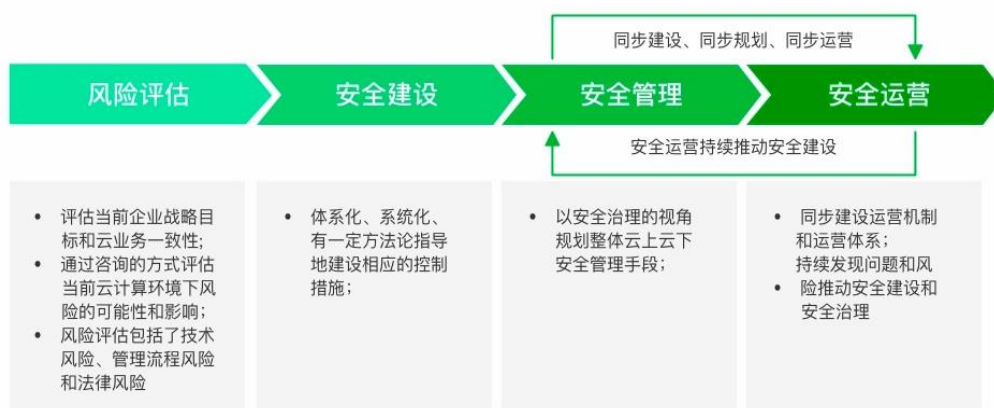 同步建设、同步规划、同步运营
风险评估
安全建设
安全管理
安全运营
安全运营持续推动安全建设
• 评估当前企业战略目
标和云业务一致性;
• 通过咨询的方式评估
当前云计算环境下风
险的可能性和影响；
• 风险评估包括了技术
风险、管理流程风险
和法律风险
• 体系化、系统化、
有一定方法论指导
地建设相应的控制
措施；
• 以安全治理的视角
规划整体云上云下
安全管理手段；
• 同步建设运营机制
和运营体系；
持续发现问题和风
• 险推动安全建设和
安全治理